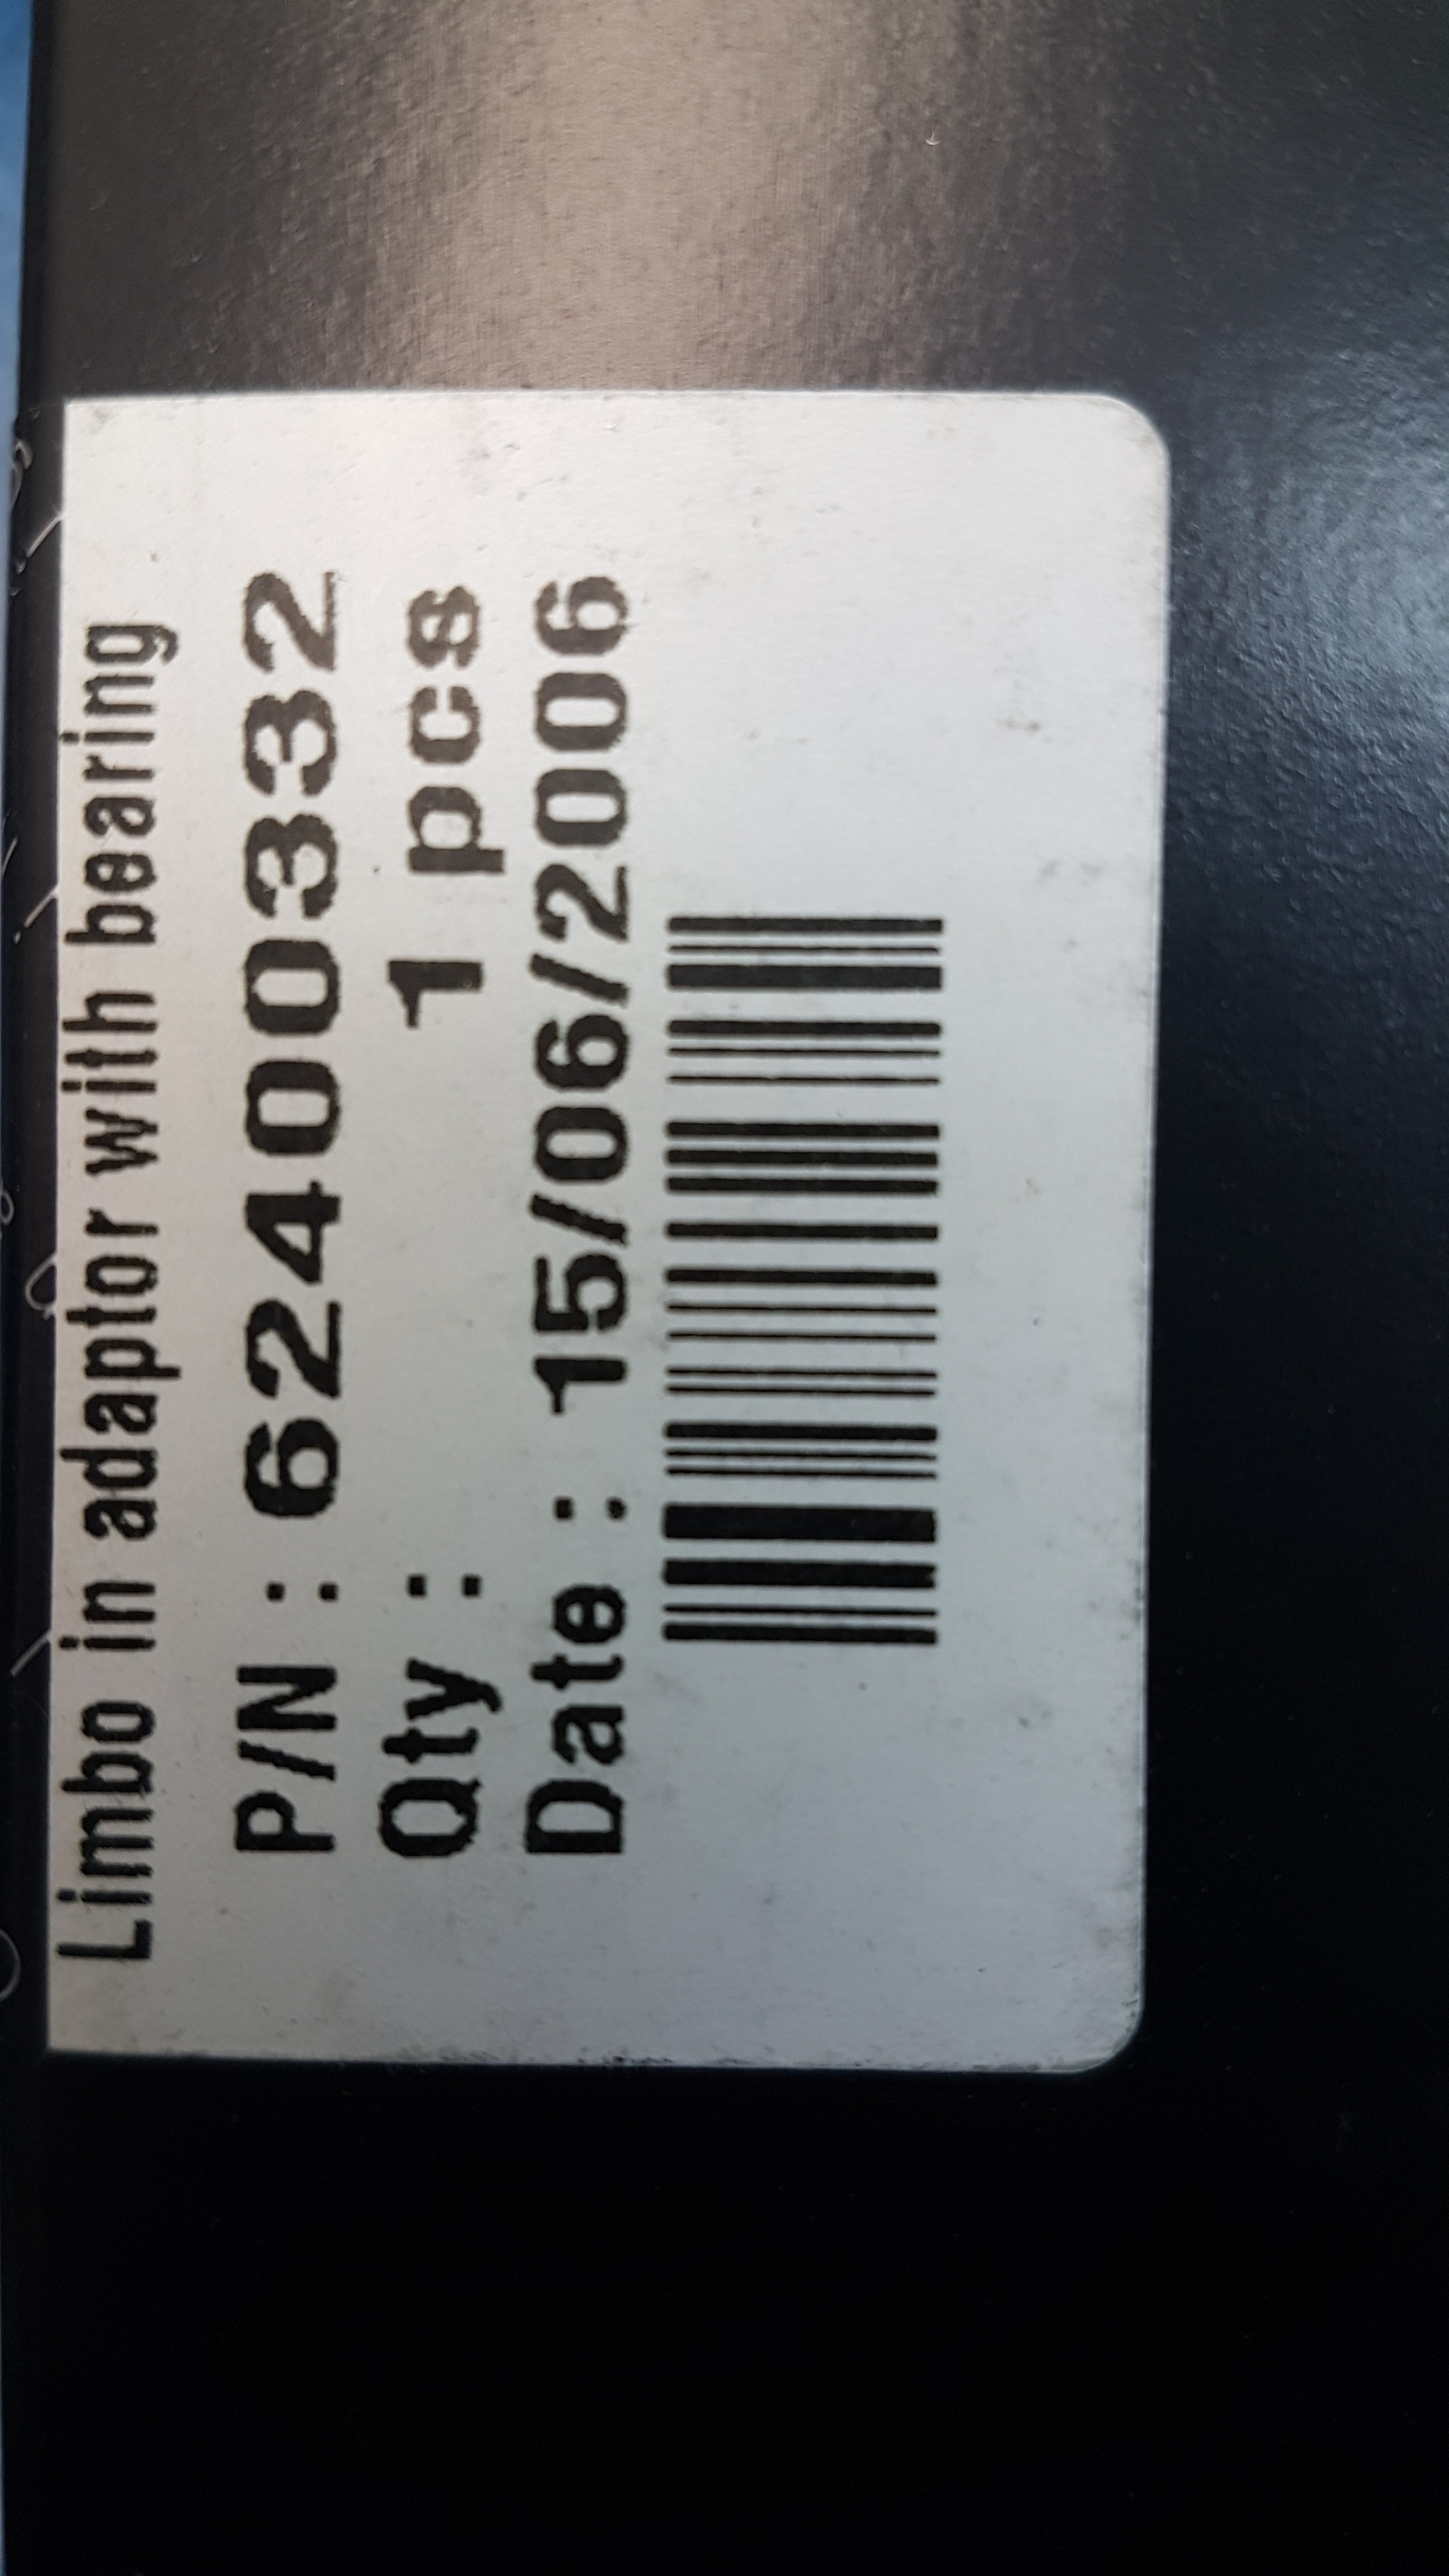 Limbo in adaptor with bearing
P/N : 62400332
Qty : 1 pcs
Date : 15/06/2006